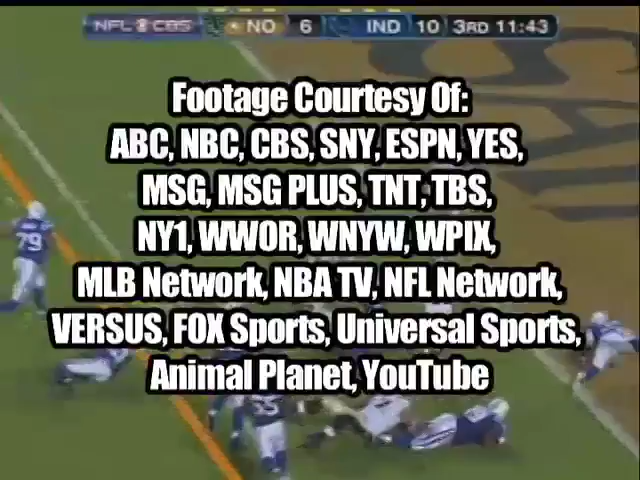 NFL CBS NO 6 IND 10 3RD 11:43
Footage Courtesy Of:
ABC, NBC, CBS, SNY, ESPN, YES,
MSG, MSG PLUS, TNT, TBS,
NY1, WWOR, WNYW, WPIX,
MLB Network, NBA TV, NFL Network,
VERSUS, FOX Sports, Universal Sports,
Animal Planet, YouTube
79